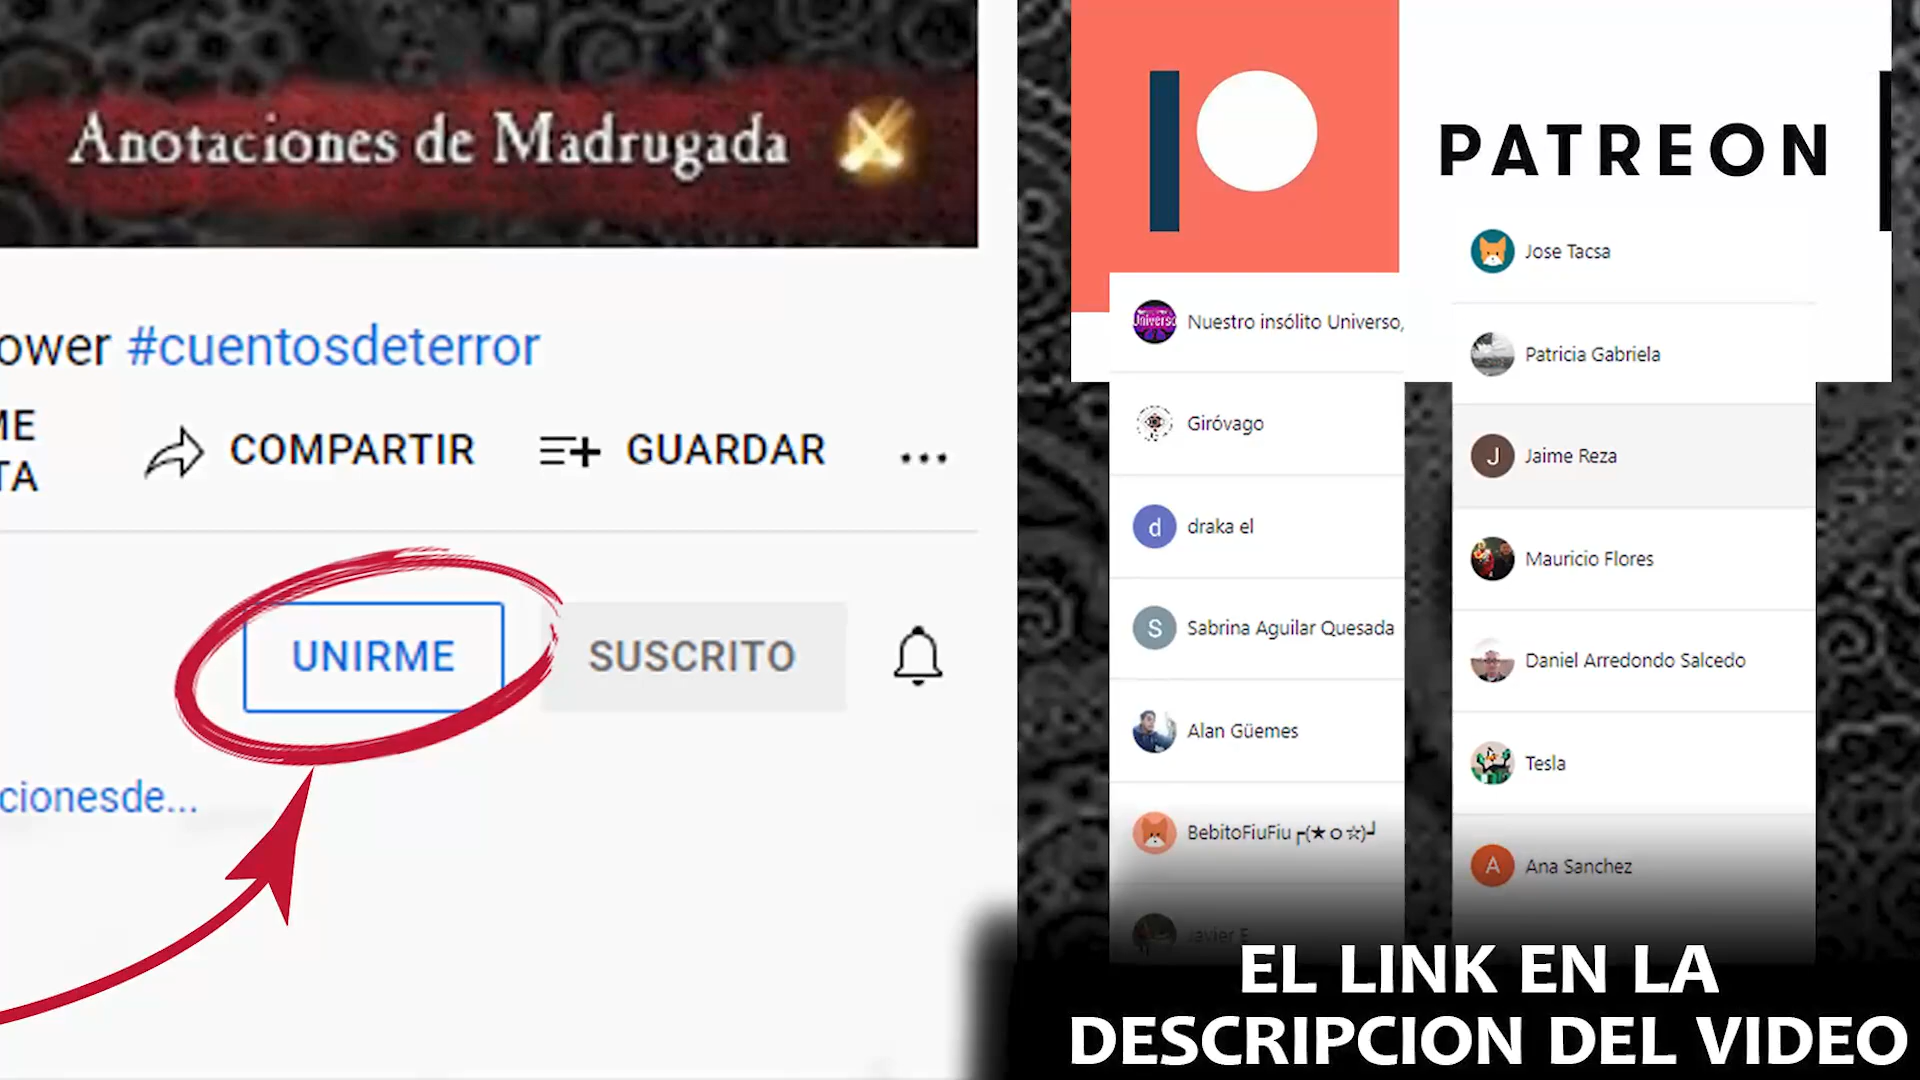 Anotaciones de Madrugada
ower #cuentosdeterror
ME
TA
COMPARTIR
GUARDAR
UNIRME
SUSCRITO
cionesde...
PATREON
Nuestro insólito Universo,
Giróvago
d
draka el
S
Sabrina Aguilar Quesada
Alan Güemes
BebitoFiuFiu ┌(★o☆)┘
Javier E
Jose Tacsa
Patricia Gabriela
J
Jaime Reza
Mauricio Flores
Daniel Arredondo Salcedo
Tesla
A
Ana Sanchez
EL LINK EN LA
DESCRIPCION DEL VIDEO